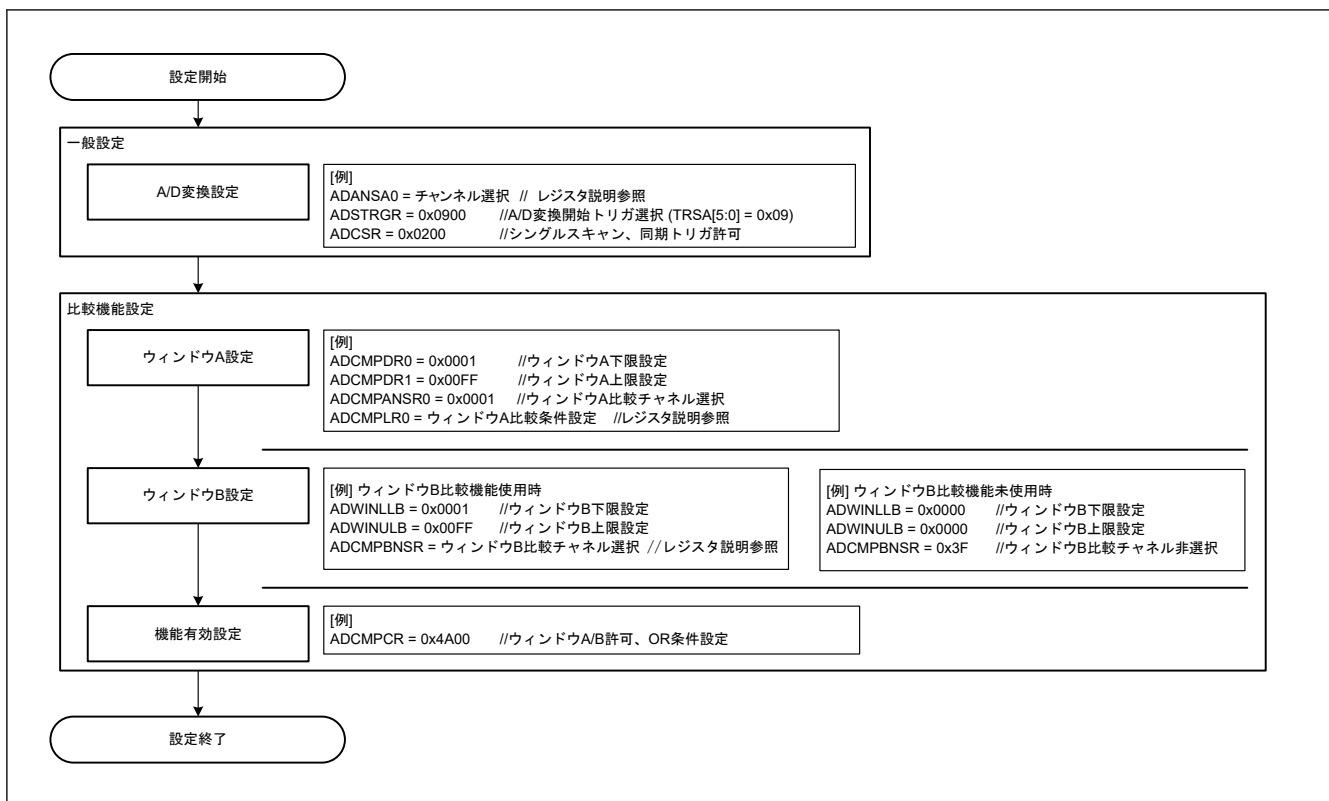 設定開始
一般設定
A/D変換設定
[例]
ADANSA0 = チャンネル選択 // レジスタ説明参照
ADSTRGR = 0x0900 //A/D変換開始トリガ選択 (TRSA[5:0] = 0x09)
ADCSR = 0x0200 //シングルスキャン、同期トリガ許可
比較機能設定
ウィンドウA設定
[例]
ADCMPDR0 = 0x0001 //ウィンドウA下限設定
ADCMPDR1 = 0x00FF //ウィンドウA上限設定
ADCMPANSR0 = 0x0001 //ウィンドウA比較チャネル選択
ADCMPLR0 = ウィンドウA比較条件設定 //レジスタ説明参照
ウィンドウB設定
[例] ウィンドウB比較機能使用時
ADWINLLB = 0x0001 //ウィンドウB下限設定
ADWINULB = 0x00FF //ウィンドウB上限設定
ADCMPBNSR = ウィンドウB比較チャネル選択 //レジスタ説明参照
[例] ウィンドウB比較機能未使用時
ADWINLLB = 0x0000 //ウィンドウB下限設定
ADWINULB = 0x0000 //ウィンドウB上限設定
ADCMPBNSR = 0x3F //ウィンドウB比較チャネル非選択
機能有効設定
[例]
ADCMPCR = 0x4A00 //ウィンドウA/B許可、OR条件設定
設定終了